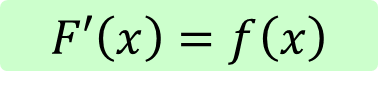 F′(x) = f(x)